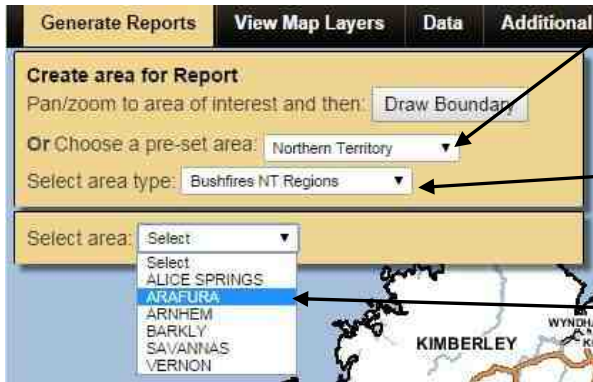 Generate Reports View Map Layers Data Additional
Create area for Report
Pan/zoom to area of interest and then: Draw Boundary
Or Choose a pre-set area: Northern Territory
Select area type: Bushfires NT Regions
Select area: Select
Select
ALICE SPRINGS
ARAFURA
ARNHEM
BARKLY
SAVANNAS
VERNON
KIMBERLEY